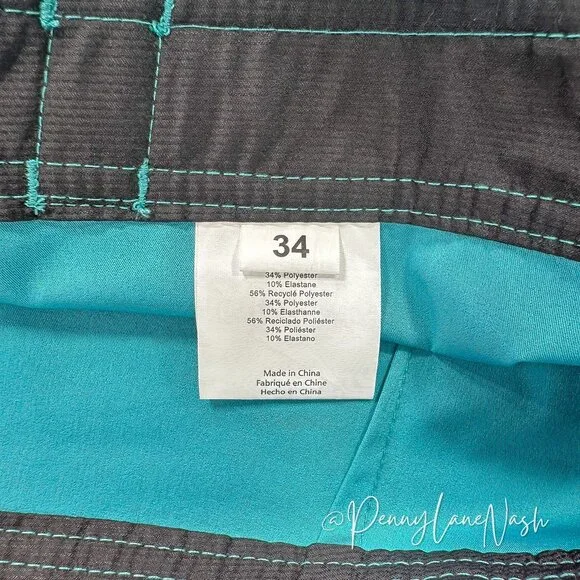 34
34% Polyester
10% Elastane
56% Recyclé Polyester
34% Polyester
10% Elasthanne
56% Reciclado Poliéster
34% Poliéster
10% Elastano
Made in China
Fabriqué en Chine
Hecho en China
@PennyLaneNash